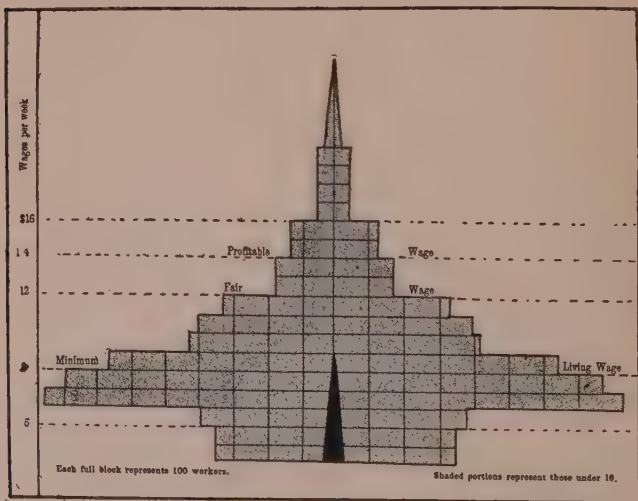 Wages per week
$16
14
Profitable Wage
12
Fair Wage
Minimum Living Wage
Each full block represents 100 workers.
Shaded portions represent those under 16.